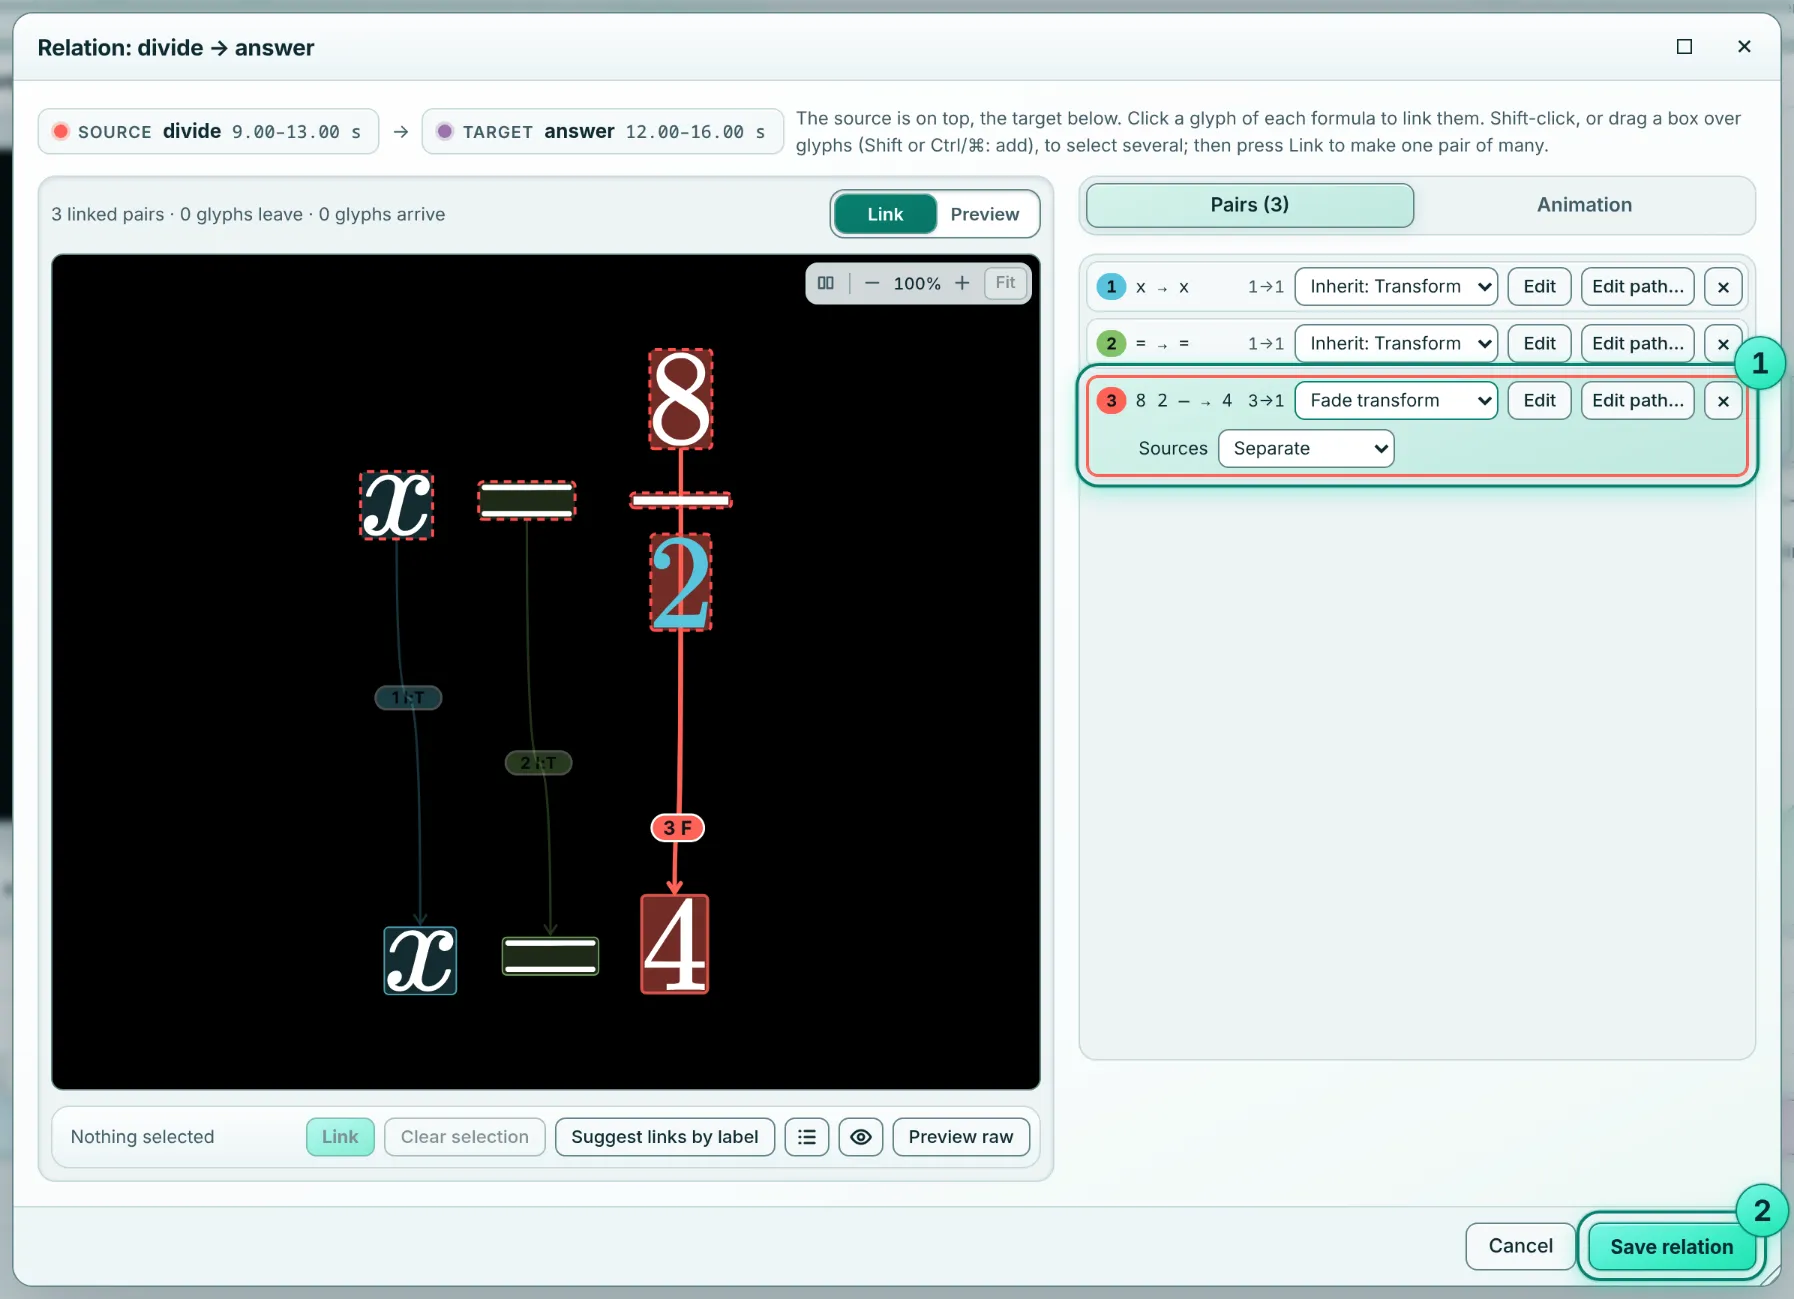 Relation: divide → answer
SOURCE divide 9.00–13.00 s → TARGET answer 12.00–16.00 s
The source is on top, the target below. Click a glyph of each formula to link them. Shift-click, or drag a box over
glyphs (Shift or Ctrl/⌘: add), to select several; then press Link to make one pair of many.
3 linked pairs · 0 glyphs leave · 0 glyphs arrive
Link Preview
− 100% + Fit
8
x = 2
1 I·T
2 I·T
3 F
x = 4
Nothing selected Link Clear selection Suggest links by label Preview raw
Pairs (3) Animation
1 x → x 1→1 Inherit: Transform Edit Edit path... ×
2 = → = 1→1 Inherit: Transform Edit Edit path... ×
1
3 8 2 — → 4 3→1 Fade transform Edit Edit path... ×
Sources Separate
2
Cancel Save relation